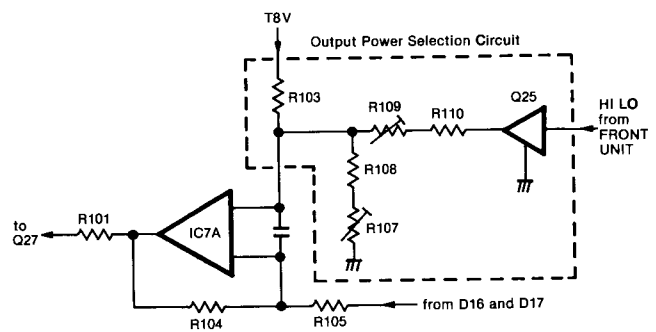 T8V
Output Power Selection Circuit
R103
R109
R110
Q25
HI LO
from
FRONT
UNIT
R108
R107
to
Q27
R101
IC7A
R104
R105
from D16 and D17